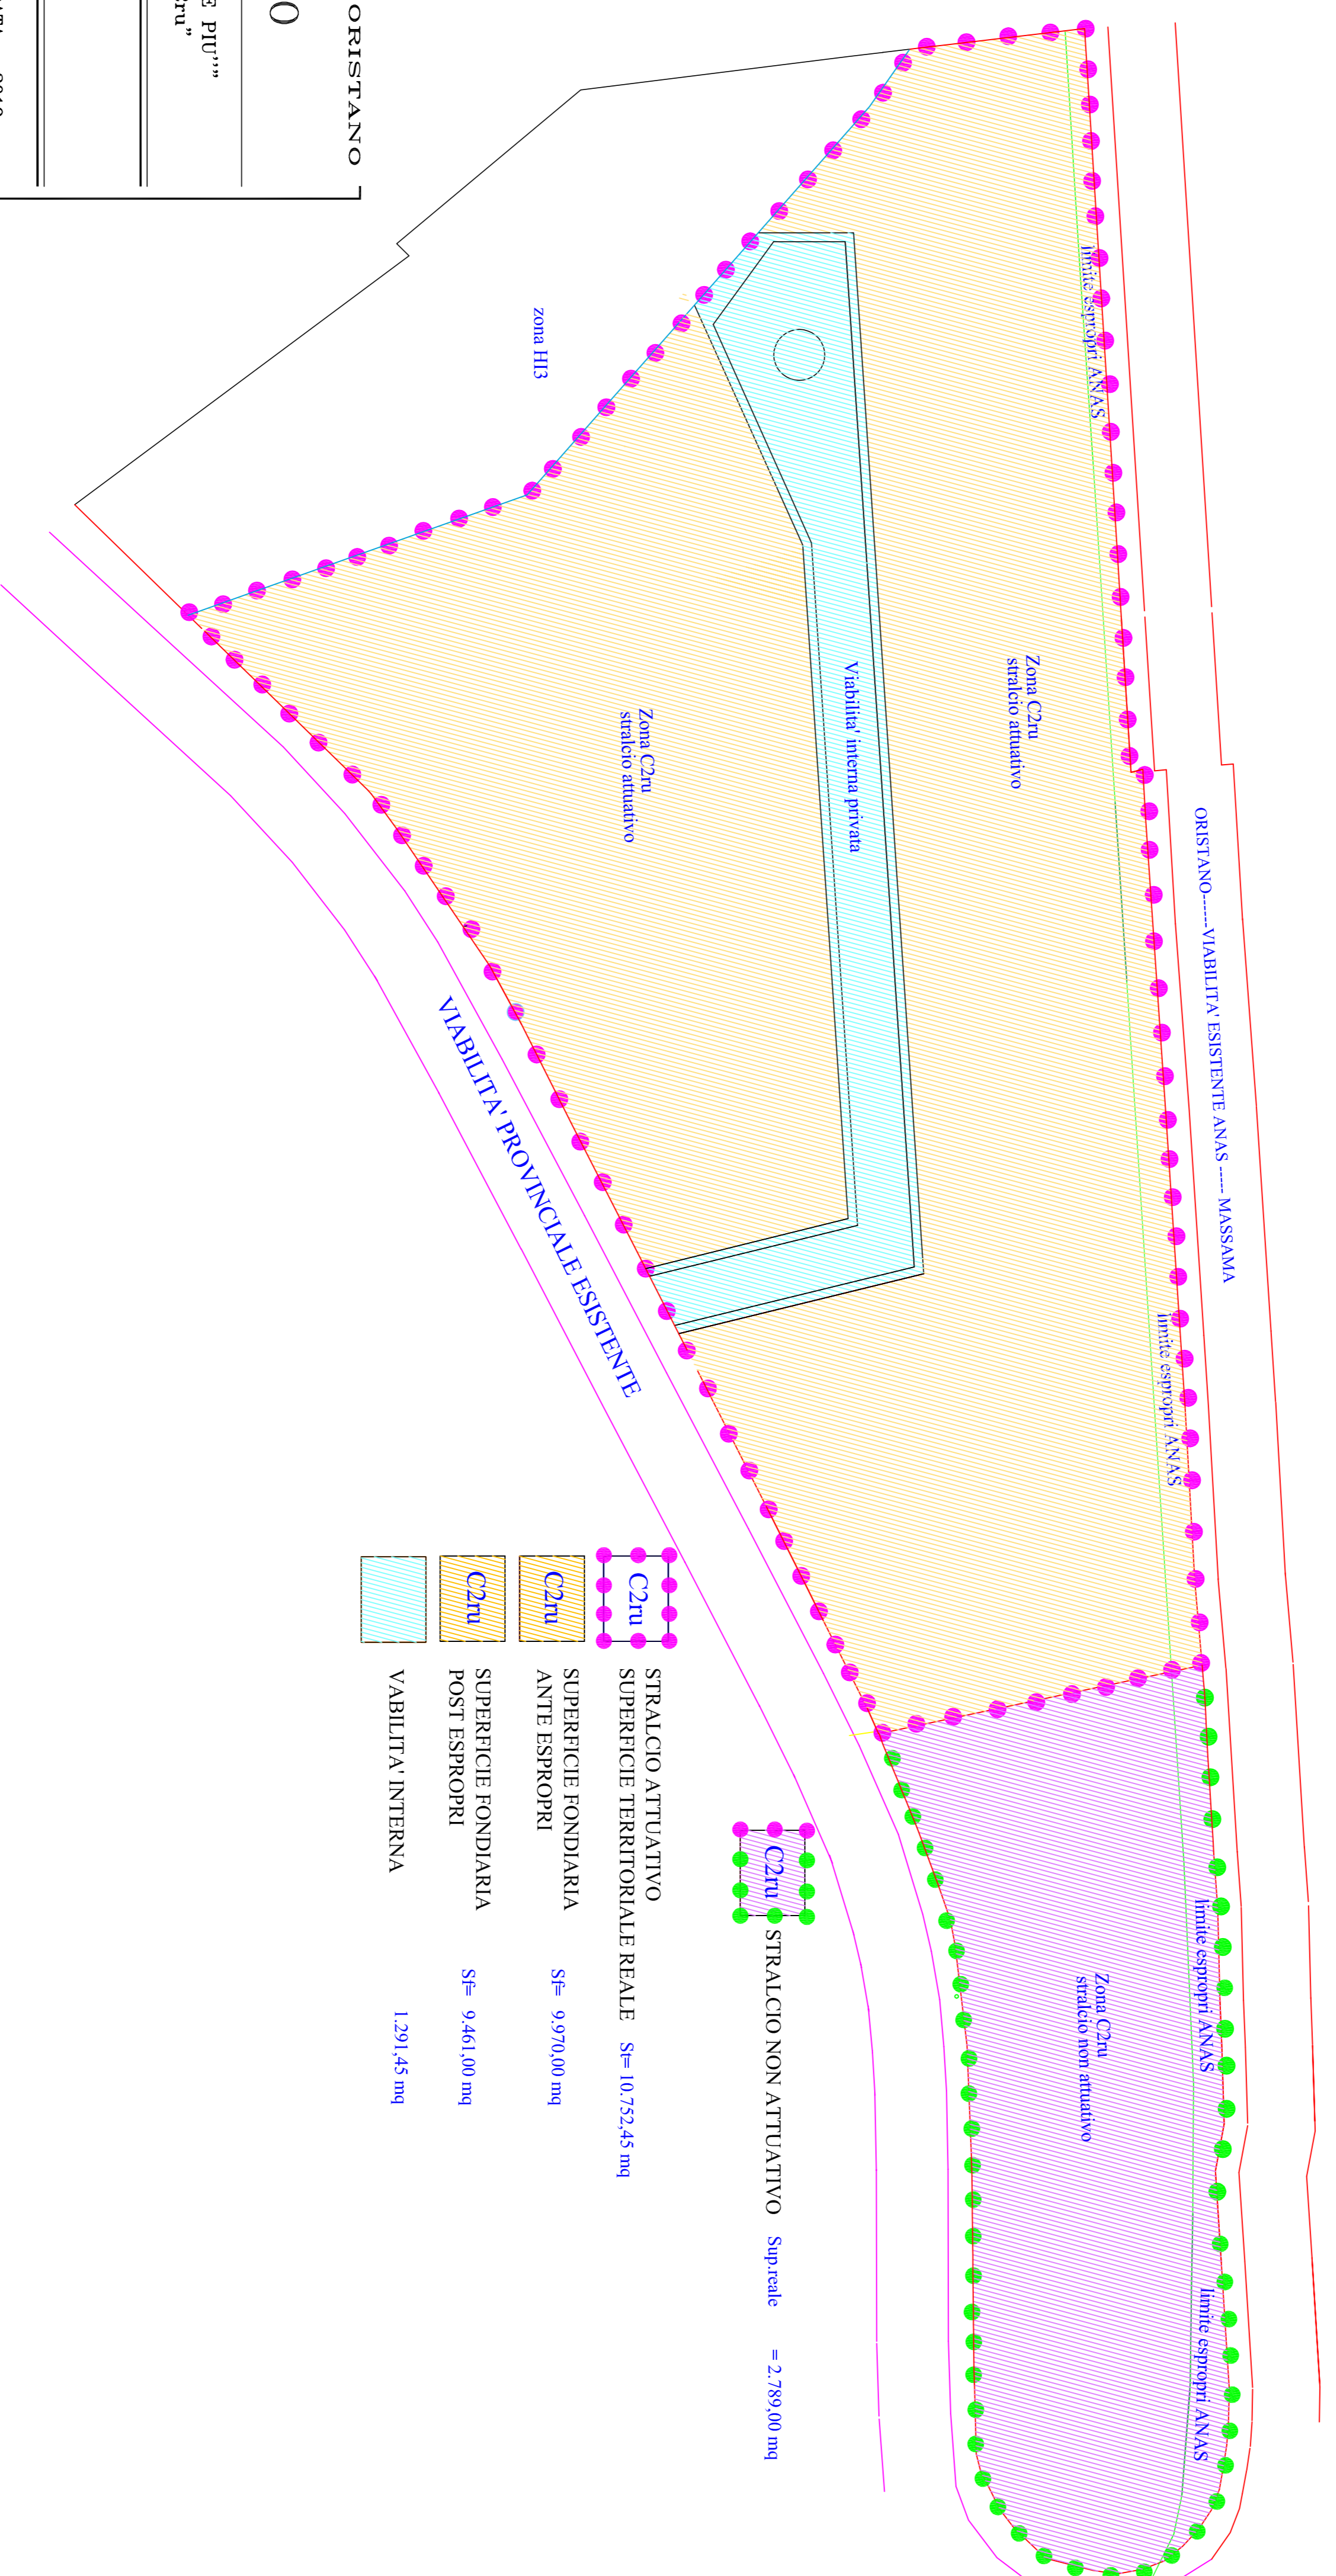 ORISTANO
E PIU'""
limite espropri ANAS
zona HI3
Zona C2ru
stralcio attuativo
Viabilita' interna privata
Zona C2ru
stralcio attuativo
ORISTANO------VIABILITA' ESISTENTE ANAS ----- MASSAMA
VIABILITA' PROVINCIALE ESISTENTE
limite espropri ANAS
limite espropri ANAS
Zona C2ru
stralcio non attuativo
limite espropri ANAS
C2ru STRALCIO NON ATTUATIVO Sup.reale = 2.789,00 mq
C2ru STRALCIO ATTUATIVO
SUPERFICIE TERRITORIALE REALE St= 10.752,45 mq
C2ru SUPERFICIE FONDIARIA
ANTE ESPROPRI Sf= 9.970,00 mq
C2ru SUPERFICIE FONDIARIA
POST ESPROPRI Sf= 9.461,00 mq
VABILITA' INTERNA 1.291,45 mq